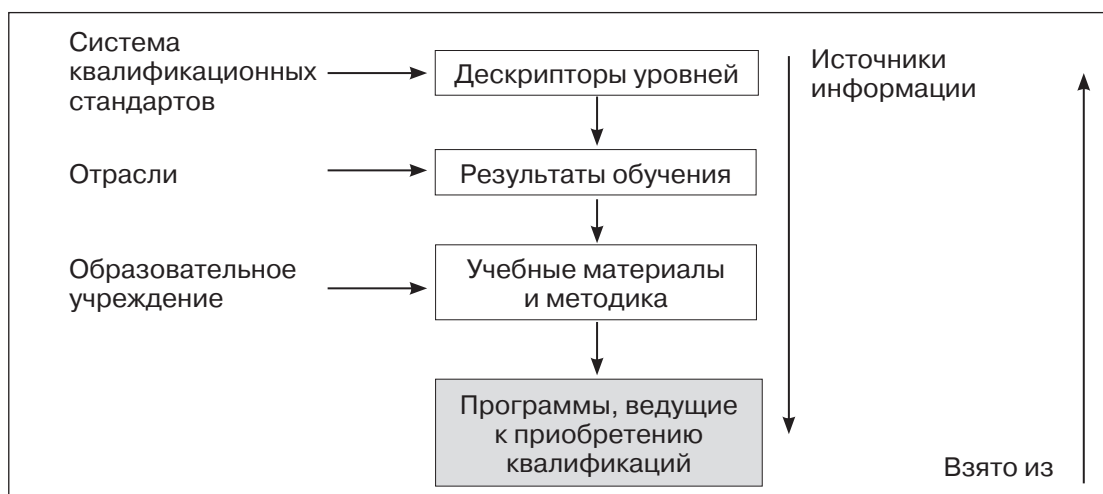 Система
квалификационных
стандартов
Дескрипторы уровней
Источники
информации
Отрасли
Результаты обучения
Образовательное
учреждение
Учебные материалы
и методика
Программы, ведущие
к приобретению
квалификаций
Взято из